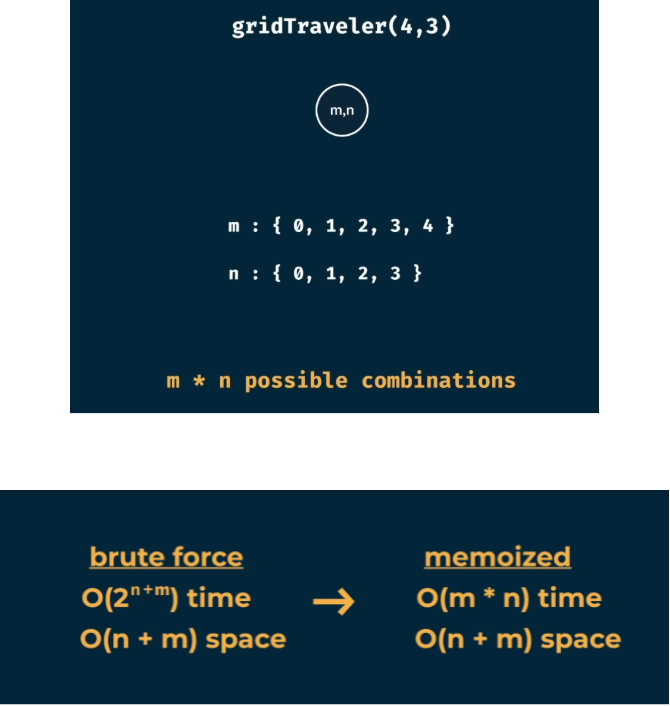 gridTraveler(4,3)
m,n
m : { 0, 1, 2, 3, 4 }
n : { 0, 1, 2, 3 }
m * n possible combinations
brute force
O(2ⁿ⁺ᵐ) time
O(n + m) space
→
memoized
O(m * n) time
O(n + m) space